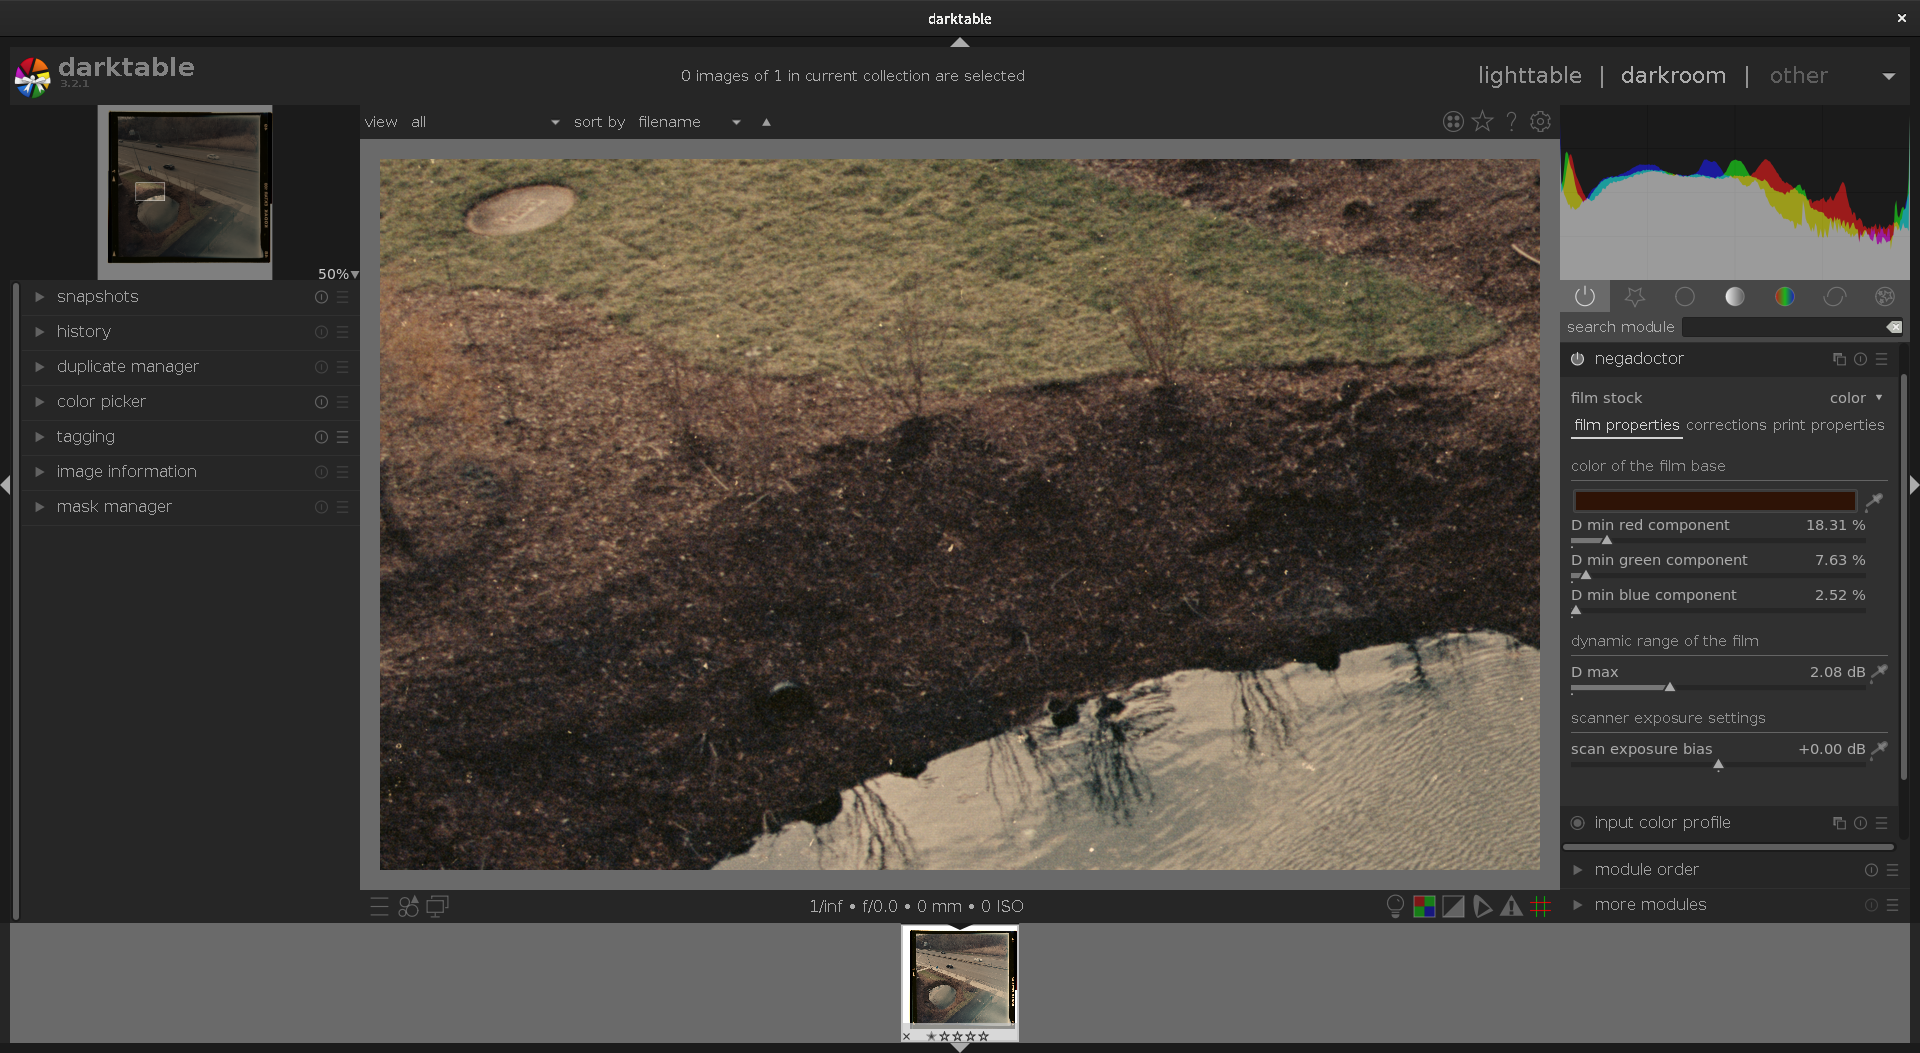 darktable
darktable
3.2.1
0 images of 1 in current collection are selected
lighttable | darkroom | other
view all sort by filename
50%
snapshots
history
duplicate manager
color picker
tagging
image information
mask manager
search module
negadoctor
film stock color
film properties corrections print properties
color of the film base
D min red component 18.31 %
D min green component 7.63 %
D min blue component 2.52 %
dynamic range of the film
D max 2.08 dB
scanner exposure settings
scan exposure bias +0.00 dB
input color profile
module order
more modules
1/inf • f/0.0 • 0 mm • 0 ISO